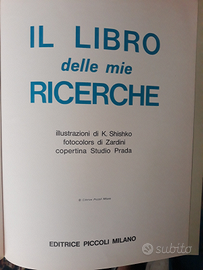 IL LIBRO
delle mie
RICERCHE
illustrazioni di K. Shishko
fotocolors di Zardini
copertina Studio Prada
EDITRICE PICCOLI MILANO
subito